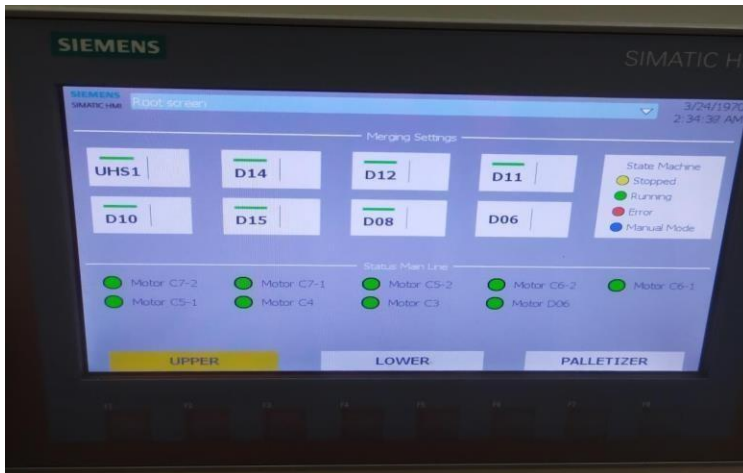 SIEMENS
SIMATIC H
SIEMENS
SIMATIC HMI
Root screen
3/24/1970
2:34:37 AM
Merging Settings
UHS1 D14 D12 D11
D10 D15 D08 D06
State Machine
Stopped
Running
Error
Manual Mode
Status Main Line
Motor C7-2 Motor C7-1 Motor C5-2 Motor C6-2 Motor C6-1
Motor C5-1 Motor C4 Motor C3 Motor D06
UPPER LOWER PALLETIZER